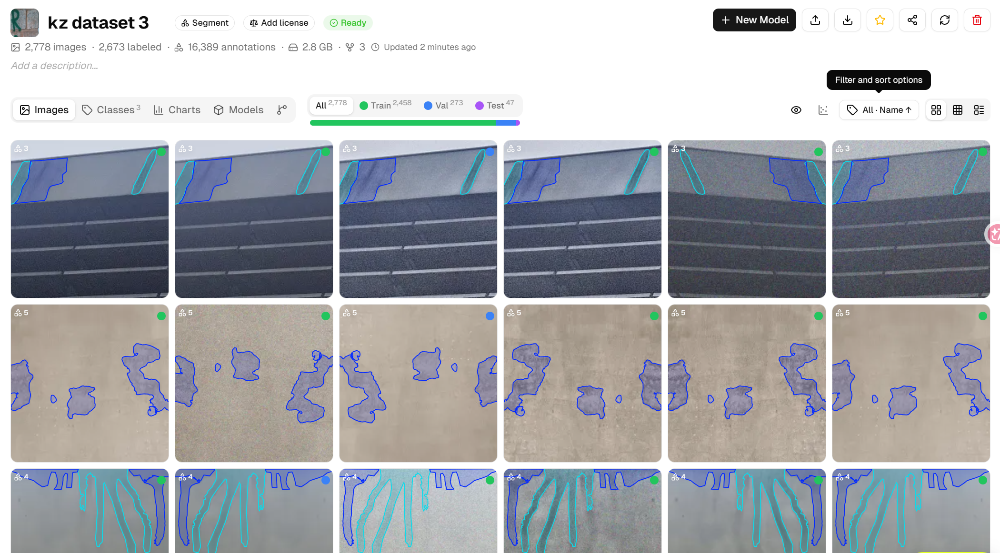 kz dataset 3
Segment
Add license
Ready
New Model
2,778 images · 2,673 labeled · 16,389 annotations · 2.8 GB · 3 Updated 2 minutes ago
Add a description...
Filter and sort options
Images
Classes 3
Charts
Models
All 2,778
Train 2,458
Val 273
Test 47
All · Name ↑
3
3
3
3
3
3
5
5
5
5
5
5
4
4
4
4
4
4